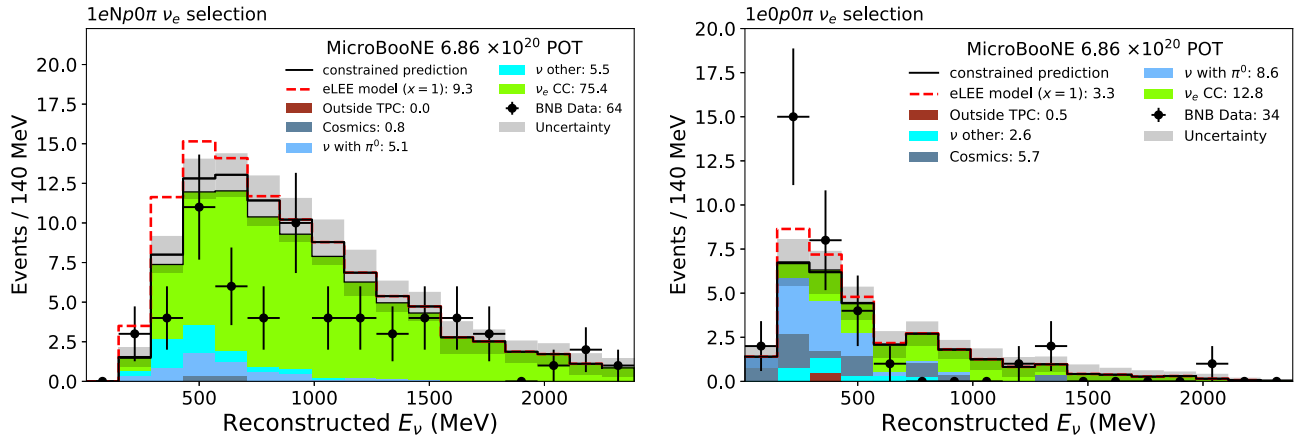 1eNp0π νe selection
MicroBooNE 6.86 ×10²⁰ POT
constrained prediction
eLEE model (x = 1): 9.3
Outside TPC: 0.0
Cosmics: 0.8
ν with π⁰: 5.1
ν other: 5.5
νe CC: 75.4
BNB Data: 64
Uncertainty
Events / 140 MeV
20.0
17.5
15.0
12.5
10.0
7.5
5.0
2.5
0.0
500
1000
1500
2000
Reconstructed Eν (MeV)
1e0p0π νe selection
MicroBooNE 6.86 ×10²⁰ POT
constrained prediction
eLEE model (x = 1): 3.3
Outside TPC: 0.5
ν other: 2.6
Cosmics: 5.7
ν with π⁰: 8.6
νe CC: 12.8
BNB Data: 34
Uncertainty
Events / 140 MeV
20.0
17.5
15.0
12.5
10.0
7.5
5.0
2.5
0.0
500
1000
1500
2000
Reconstructed Eν (MeV)